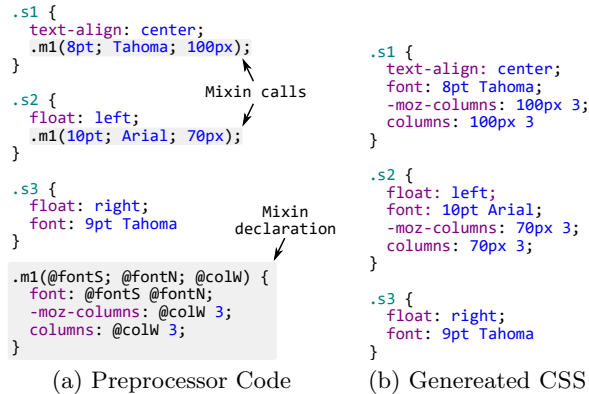 .s1 {
text-align: center;
.m1(8pt; Tahoma; 100px);
}
Mixin calls
.s2 {
float: left;
.m1(10pt; Arial; 70px);
}
.s3 {
float: right;
font: 9pt Tahoma
}
Mixin
declaration
.m1(@fontS; @fontN; @colW) {
font: @fontS @fontN;
-moz-columns: @colW 3;
columns: @colW 3;
}
(a) Preprocessor Code
.s1 {
text-align: center;
font: 8pt Tahoma;
-moz-columns: 100px 3;
columns: 100px 3
}
.s2 {
float: left;
font: 10pt Arial;
-moz-columns: 70px 3;
columns: 70px 3;
}
.s3 {
float: right;
font: 9pt Tahoma
}
(b) Genereated CSS